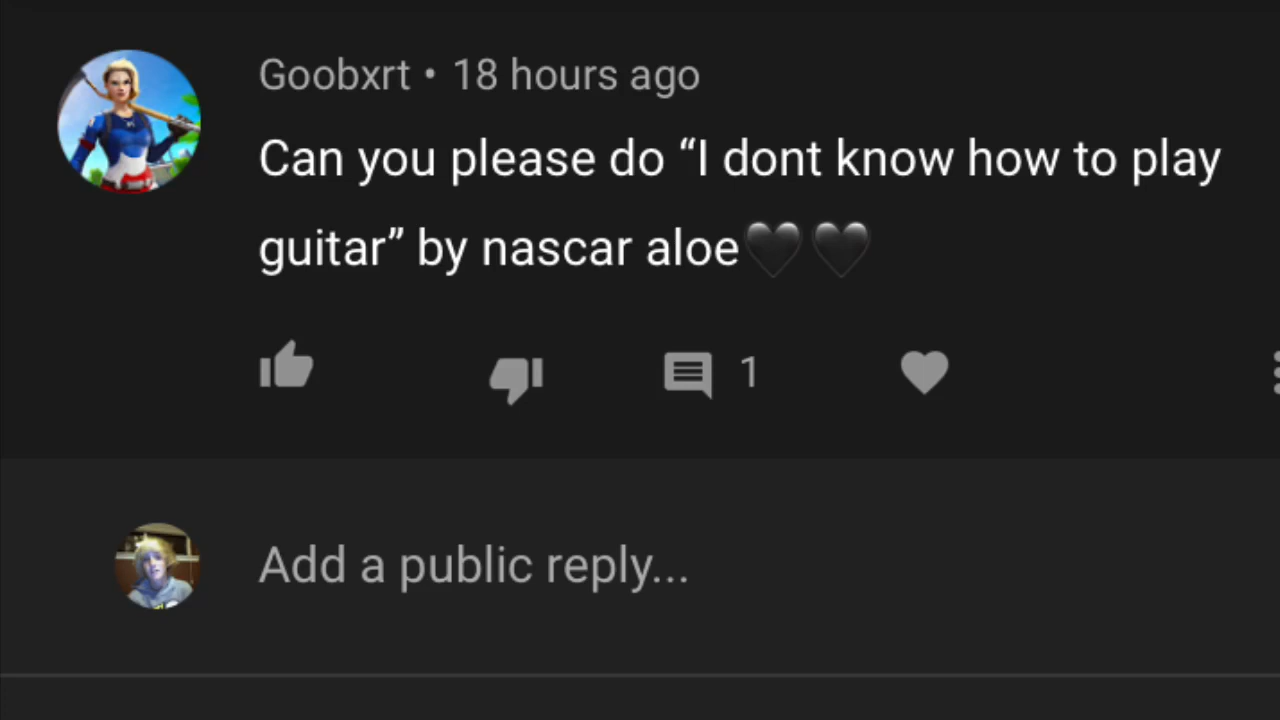 Goobxrt • 18 hours ago
Can you please do “I dont know how to play
guitar” by nascar aloe🖤🖤
1
Add a public reply...